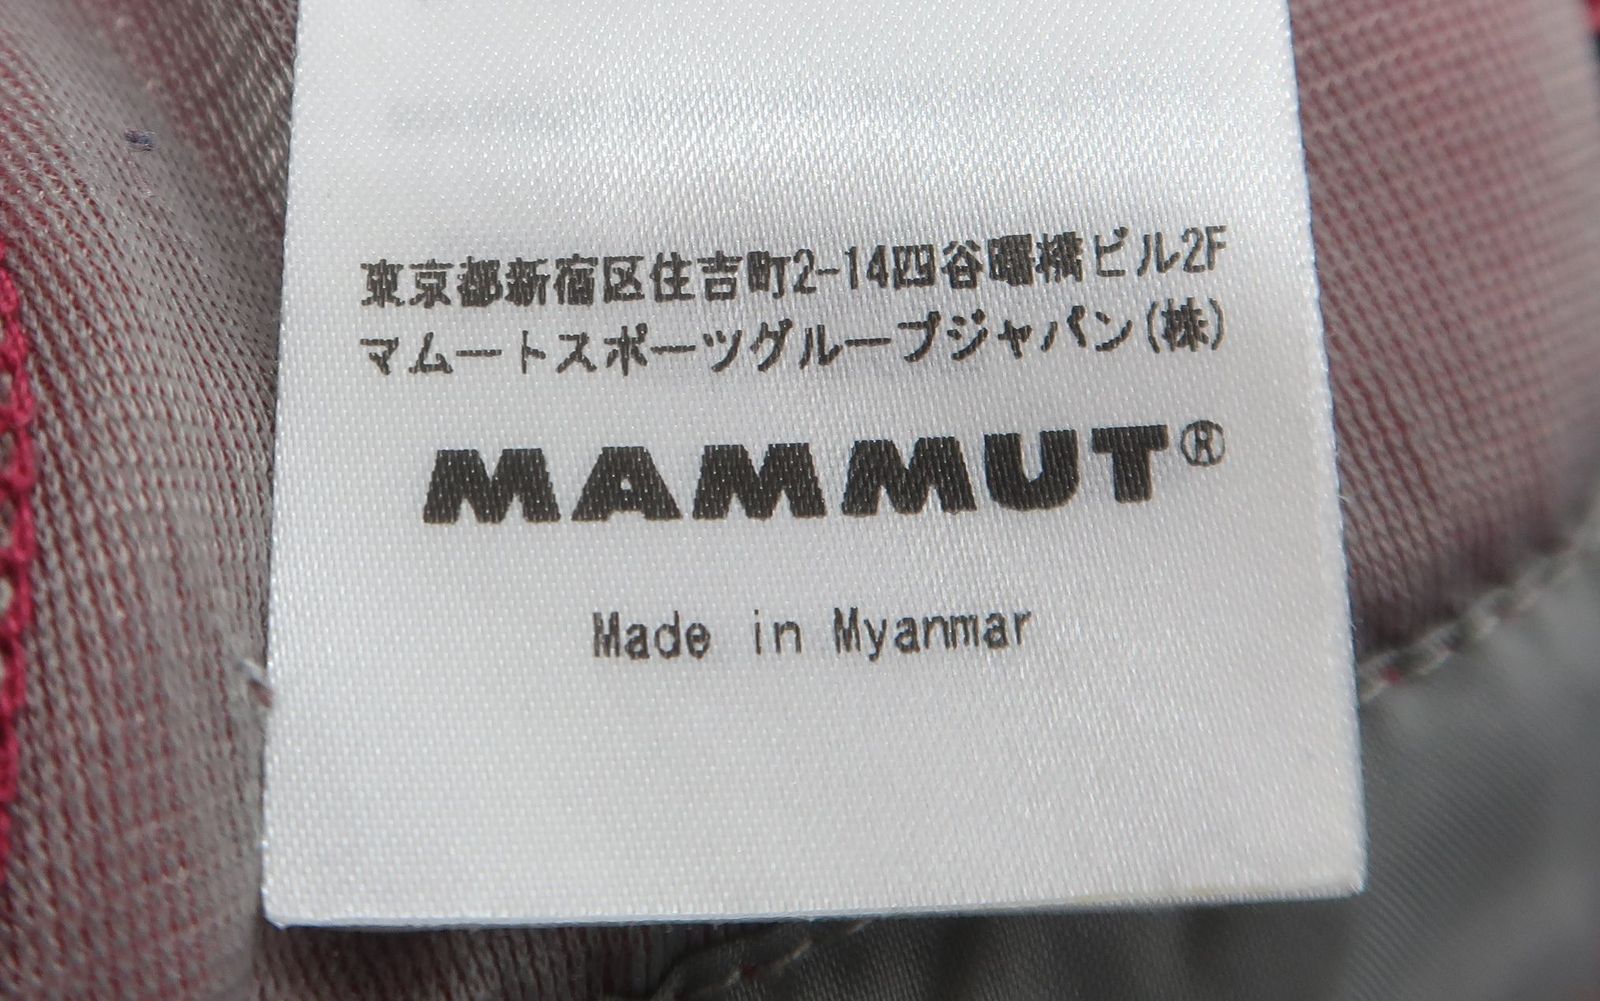 東京都新宿区住吉町2-14四谷曙橋ビル2F
マムートスポーツグループジャパン(株)
MAMMUT®
Made in Myanmar